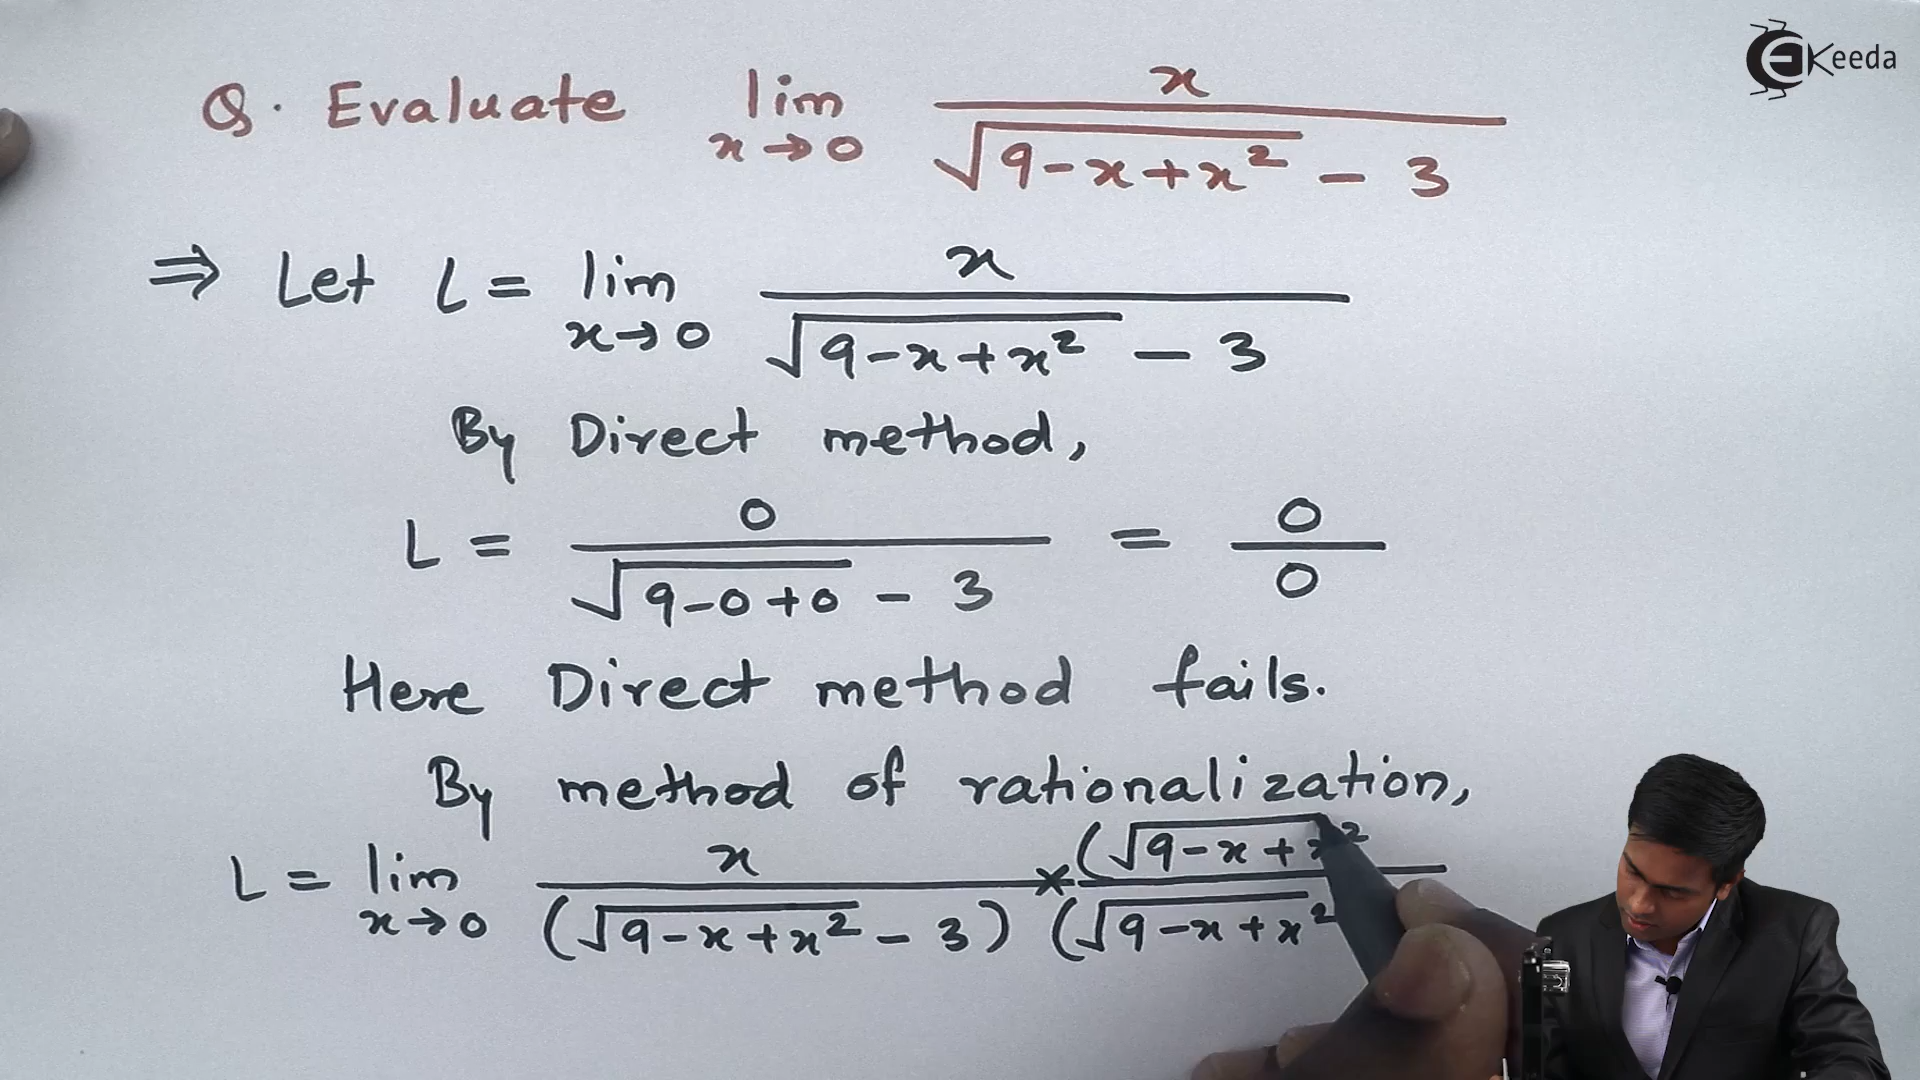 EKeeda
Q. Evaluate lim x→0 x / (√(9-x+x²) - 3)
⇒ Let L = lim x→0 x / (√(9-x+x²) - 3)
By Direct method,
L = 0 / (√(9-0+0) - 3) = 0/0
Here Direct method fails.
By method of rationalization,
L = lim x→0 x / (√(9-x+x²) - 3) × (√(9-x+x² / (√(9-x+x²